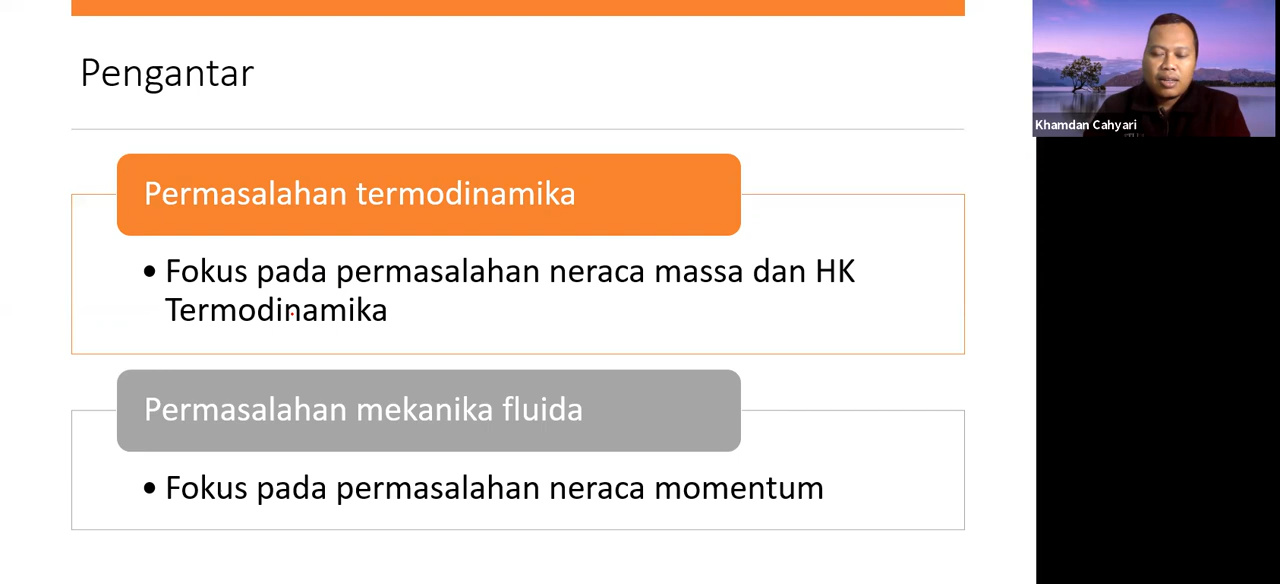 Pengantar
Permasalahan termodinamika
• Fokus pada permasalahan neraca massa dan HK
Termodinamika
Permasalahan mekanika fluida
• Fokus pada permasalahan neraca momentum
Khamdan Cahyari